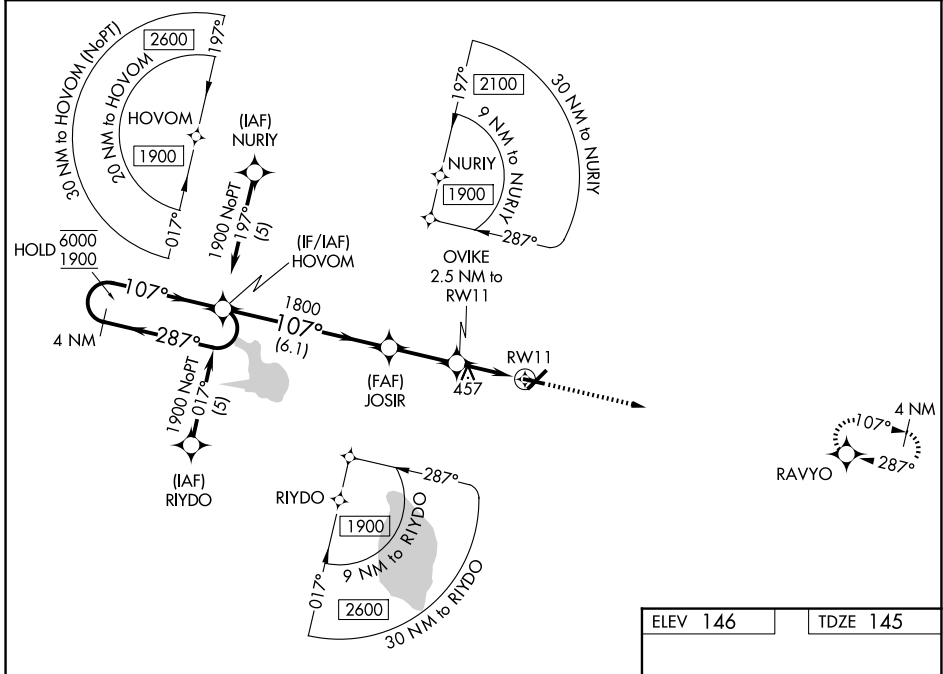 30 NM to HOVOM (NoPT)
2600
197°
20 NM to HOVOM
HOVOM
1900
017°
(IAF)
NURIY
1900 NoPT
197°
(5)
197°
2100
30 NM to NURIY
9 NM to NURIY
NURIY
1900
287°
HOLD 6000
1900
(IF/IAF)
HOVOM
OVIKE
2.5 NM to
RW11
107°
287°
4 NM
1800
107°
(6.1)
(FAF)
JOSIR
457
RW11
1900 NoPT
017°
(5)
(IAF)
RIYDO
4 NM
107°
287°
RAVYO
RIYDO
287°
1900
9 NM to RIYDO
017°
2600
30 NM to RIYDO
ELEV 146
TDZE 145